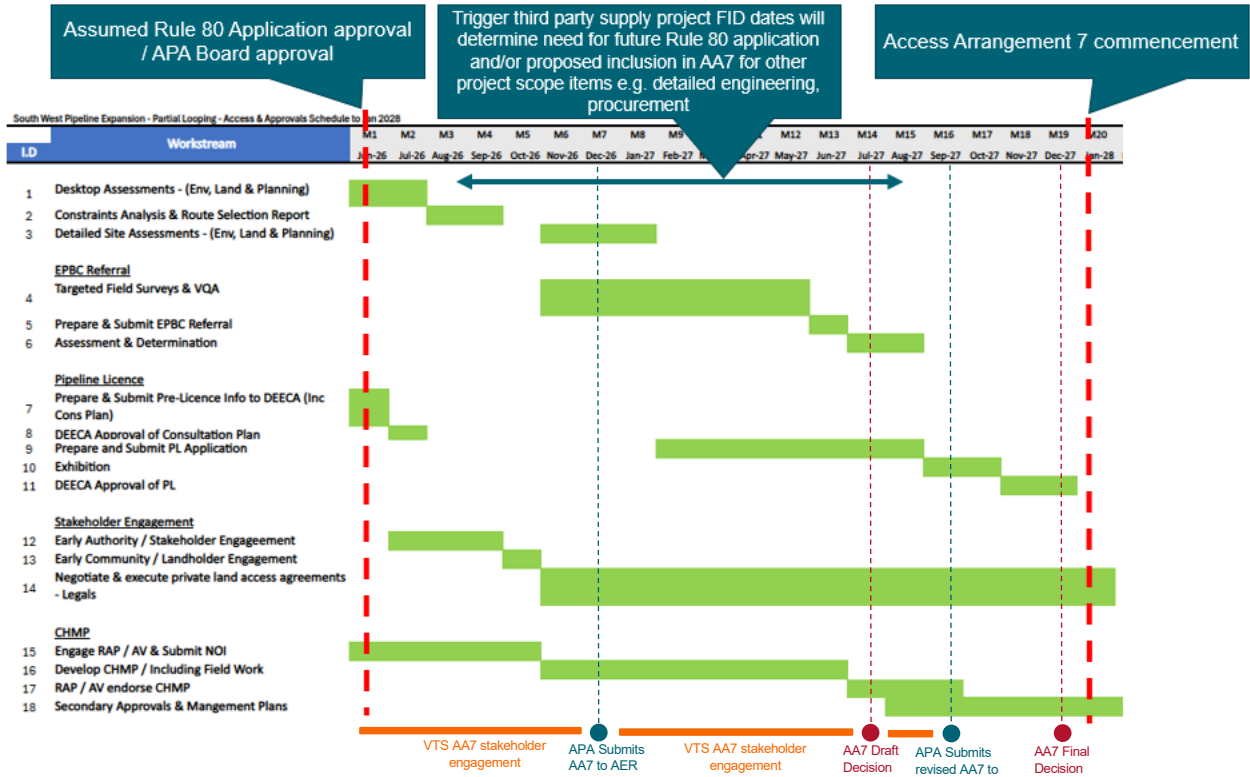 Assumed Rule 80 Application approval
/ APA Board approval
Trigger third party supply project FID dates will
determine need for future Rule 80 application
and/or proposed inclusion in AA7 for other
project scope items e.g. detailed engineering,
procurement
Access Arrangement 7 commencement
South West Pipeline Expansion - Partial Looping - Access & Approvals Schedule to Jan 2028
I.D Workstream M1 M2 M3 M4 M5 M6 M7 M8 M9 M12 M13 M14 M15 M16 M17 M18 M19 M20
Jun-26 Jul-26 Aug-26 Sep-26 Oct-26 Nov-26 Dec-26 Jan-27 Feb-27 Apr-27 May-27 Jun-27 Jul-27 Aug-27 Sep-27 Oct-27 Nov-27 Dec-27 Jan-28
1 Desktop Assessments - (Env, Land & Planning)
2 Constraints Analysis & Route Selection Report
3 Detailed Site Assessments - (Env, Land & Planning)
EPBC Referral
4 Targeted Field Surveys & VQA
5 Prepare & Submit EPBC Referral
6 Assessment & Determination
Pipeline Licence
7 Prepare & Submit Pre-Licence Info to DEECA (Inc
Cons Plan)
8 DEECA Approval of Consultation Plan
9 Prepare and Submit PL Application
10 Exhibition
11 DEECA Approval of PL
Stakeholder Engagement
12 Early Authority / Stakeholder Engageement
13 Early Community / Landholder Engagement
14 Negotiate & execute private land access agreements
- Legals
CHMP
15 Engage RAP / AV & Submit NOI
16 Develop CHMP / Including Field Work
17 RAP / AV endorse CHMP
18 Secondary Approvals & Mangement Plans
VTS AA7 stakeholder
engagement
APA Submits
AA7 to AER
VTS AA7 stakeholder
engagement
AA7 Draft
Decision
APA Submits
revised AA7 to
AA7 Final
Decision